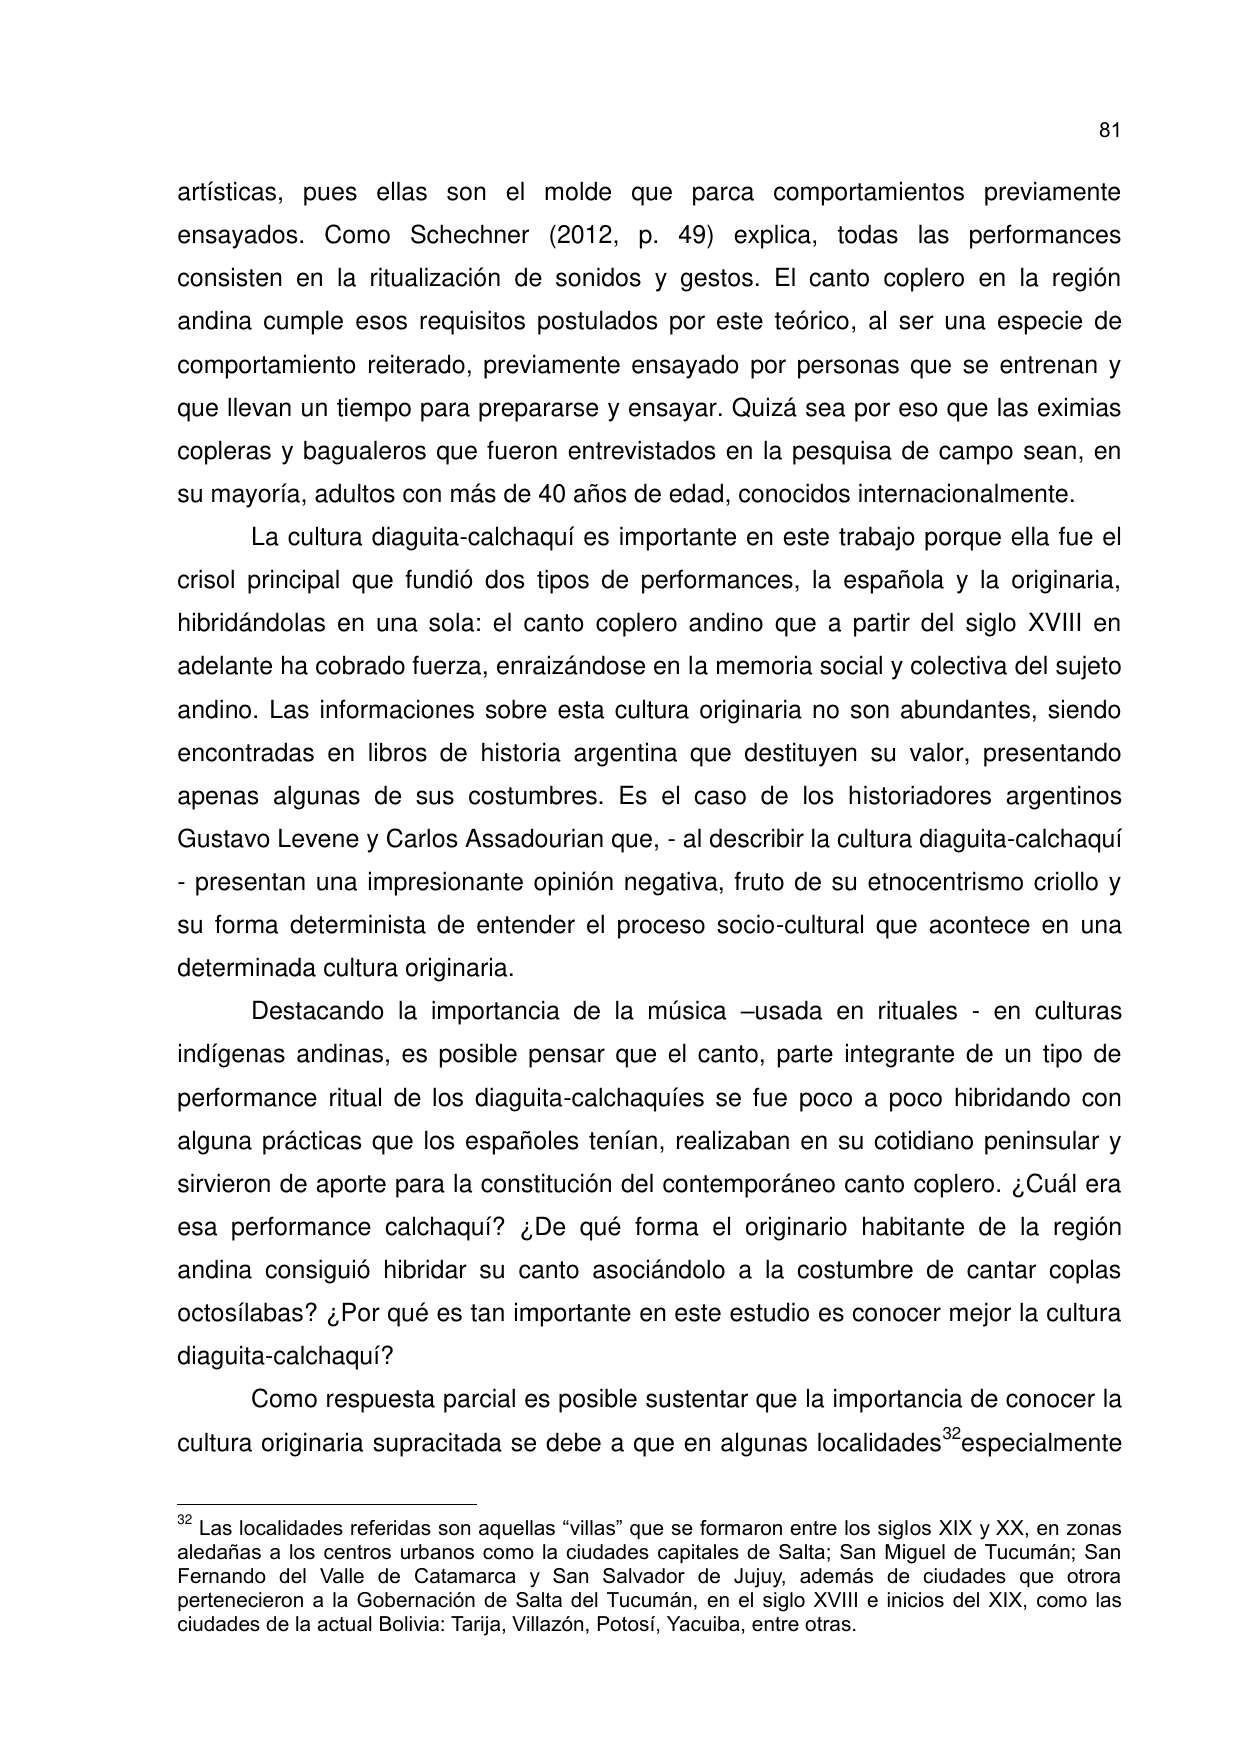 81
artísticas, pues ellas son el molde que parca comportamientos previamente
ensayados. Como Schechner (2012, p. 49) explica, todas las performances
consisten en la ritualización de sonidos y gestos. El canto coplero en la región
andina cumple esos requisitos postulados por este teórico, al ser una especie de
comportamiento reiterado, previamente ensayado por personas que se entrenan y
que llevan un tiempo para prepararse y ensayar. Quizá sea por eso que las eximias
copleras y bagualeros que fueron entrevistados en la pesquisa de campo sean, en
su mayoría, adultos con más de 40 años de edad, conocidos internacionalmente.
La cultura diaguita-calchaquí es importante en este trabajo porque ella fue el
crisol principal que fundió dos tipos de performances, la española y la originaria,
hibridándolas en una sola: el canto coplero andino que a partir del siglo XVIII en
adelante ha cobrado fuerza, enraizándose en la memoria social y colectiva del sujeto
andino. Las informaciones sobre esta cultura originaria no son abundantes, siendo
encontradas en libros de historia argentina que destituyen su valor, presentando
apenas algunas de sus costumbres. Es el caso de los historiadores argentinos
Gustavo Levene y Carlos Assadourian que, - al describir la cultura diaguita-calchaquí
- presentan una impresionante opinión negativa, fruto de su etnocentrismo criollo y
su forma determinista de entender el proceso socio-cultural que acontece en una
determinada cultura originaria.
Destacando la importancia de la música –usada en rituales - en culturas
indígenas andinas, es posible pensar que el canto, parte integrante de un tipo de
performance ritual de los diaguita-calchaquíes se fue poco a poco hibridando con
alguna prácticas que los españoles tenían, realizaban en su cotidiano peninsular y
sirvieron de aporte para la constitución del contemporáneo canto coplero. ¿Cuál era
esa performance calchaquí? ¿De qué forma el originario habitante de la región
andina consiguió hibridar su canto asociándolo a la costumbre de cantar coplas
octosílabas? ¿Por qué es tan importante en este estudio es conocer mejor la cultura
diaguita-calchaquí?
Como respuesta parcial es posible sustentar que la importancia de conocer la
cultura originaria supracitada se debe a que en algunas localidades32especialmente
32 Las localidades referidas son aquellas “villas” que se formaron entre los siglos XIX y XX, en zonas
aledañas a los centros urbanos como la ciudades capitales de Salta; San Miguel de Tucumán; San
Fernando del Valle de Catamarca y San Salvador de Jujuy, además de ciudades que otrora
pertenecieron a la Gobernación de Salta del Tucumán, en el siglo XVIII e inicios del XIX, como las
ciudades de la actual Bolivia: Tarija, Villazón, Potosí, Yacuiba, entre otras.